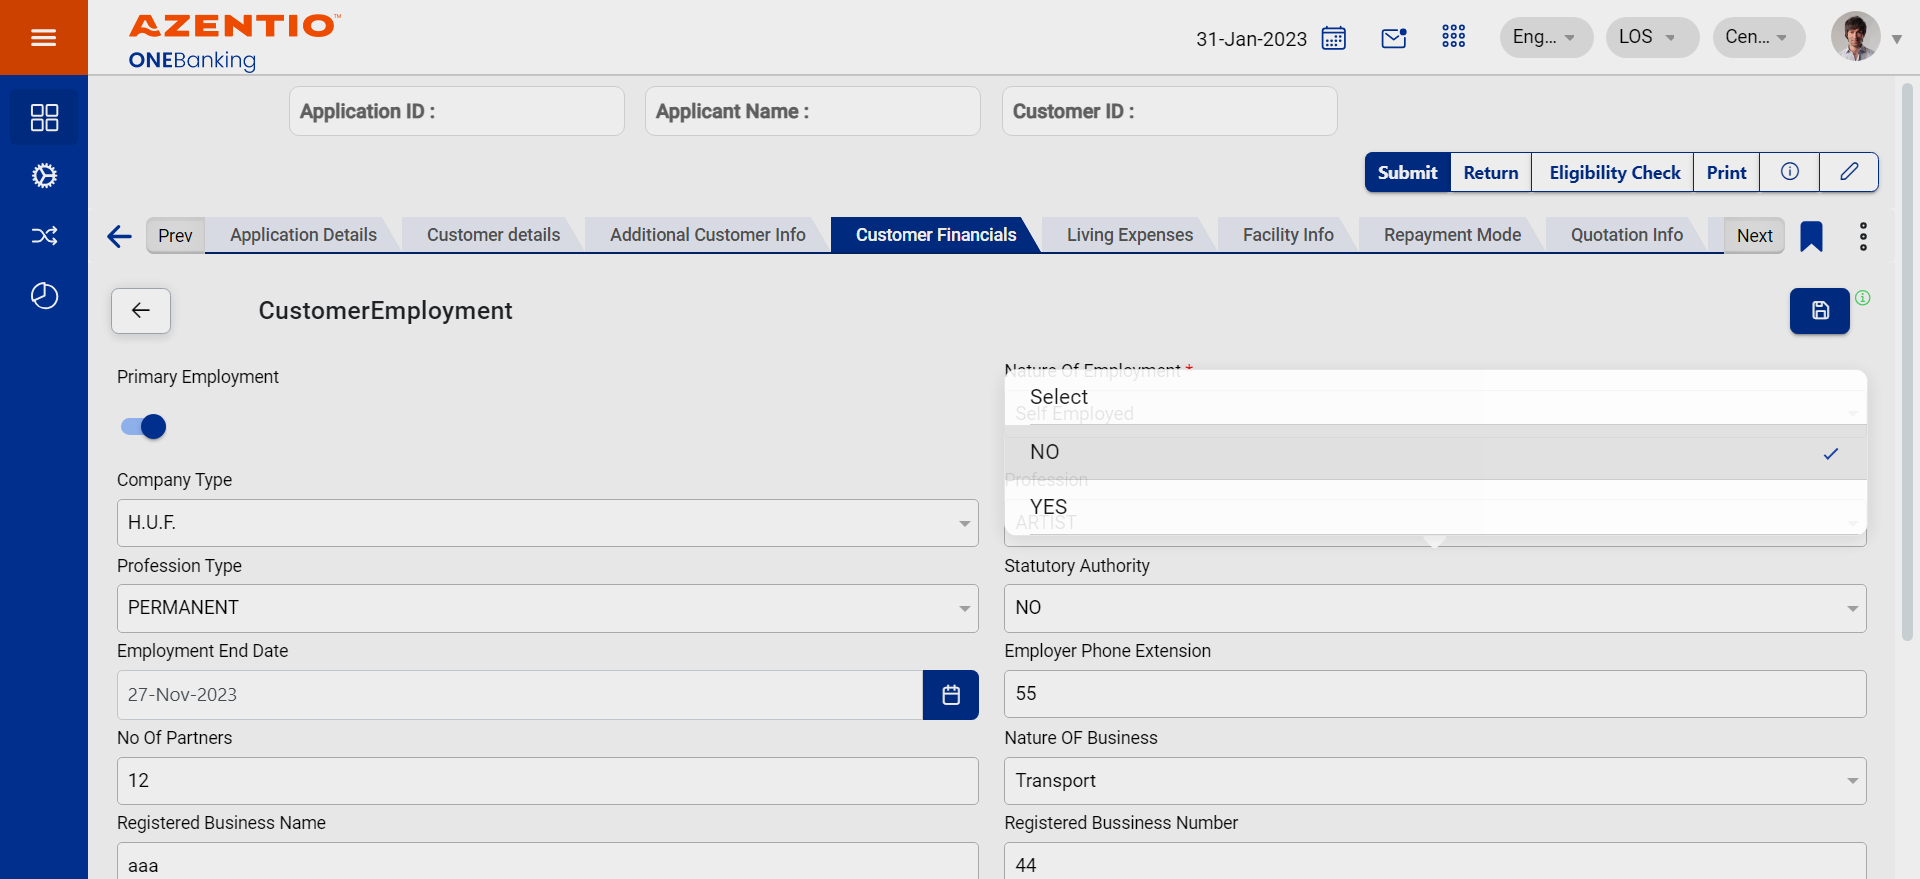 AZENTIO™
ONEBanking
31-Jan-2023
Eng...
LOS
Cen...
Application ID :
Applicant Name :
Customer ID :
Submit
Return
Eligibility Check
Print
Prev
Application Details
Customer details
Additional Customer Info
Customer Financials
Living Expenses
Facility Info
Repayment Mode
Quotation Info
Next
CustomerEmployment
Primary Employment
Nature Of Employment *
Select
Self Employed
NO
Company Type
Profession
H.U.F.
YES
ARTIST
Profession Type
Statutory Authority
PERMANENT
NO
Employment End Date
Employer Phone Extension
27-Nov-2023
55
No Of Partners
Nature OF Business
12
Transport
Registered Business Name
Registered Bussiness Number
aaa
44